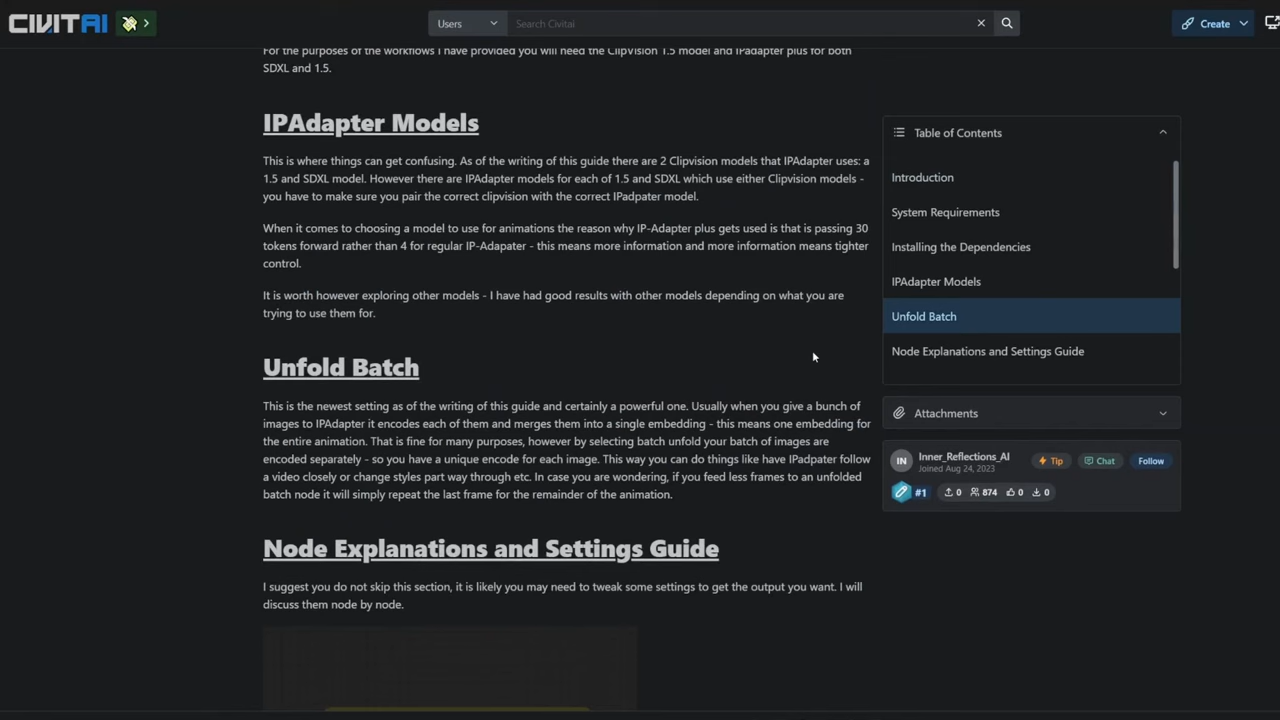 CIVITAI
Users
Search Civitai
Create
For the purposes of the workflows I have provided you will need the ClipVision 1.5 model and IPadapter plus for both
SDXL and 1.5.
IPAdapter Models
This is where things can get confusing. As of the writing of this guide there are 2 Clipvision models that IPAdapter uses: a
1.5 and SDXL model. However there are IPAdapter models for each of 1.5 and SDXL which use either Clipvision models -
you have to make sure you pair the correct clipvision with the correct IPadpater model.
When it comes to choosing a model to use for animations the reason why IP-Adapter plus gets used is that is passing 30
tokens forward rather than 4 for regular IP-Adapater - this means more information and more information means tighter
control.
It is worth however exploring other models - I have had good results with other models depending on what you are
trying to use them for.
Unfold Batch
This is the newest setting as of the writing of this guide and certainly a powerful one. Usually when you give a bunch of
images to IPAdapter it encodes each of them and merges them into a single embedding - this means one embedding for
the entire animation. That is fine for many purposes, however by selecting batch unfold your batch of images are
encoded separately - so you have a unique encode for each image. This way you can do things like have IPadpater follow
a video closely or change styles part way through etc. In case you are wondering, if you feed less frames to an unfolded
batch node it will simply repeat the last frame for the remainder of the animation.
Node Explanations and Settings Guide
I suggest you do not skip this section, it is likely you may need to tweak some settings to get the output you want. I will
discuss them node by node.
Table of Contents
Introduction
System Requirements
Installing the Dependencies
IPAdapter Models
Unfold Batch
Node Explanations and Settings Guide
Attachments
IN Inner_Reflections_AI Tip Chat Follow
Joined Aug 24, 2023
#1 0 874 0 0